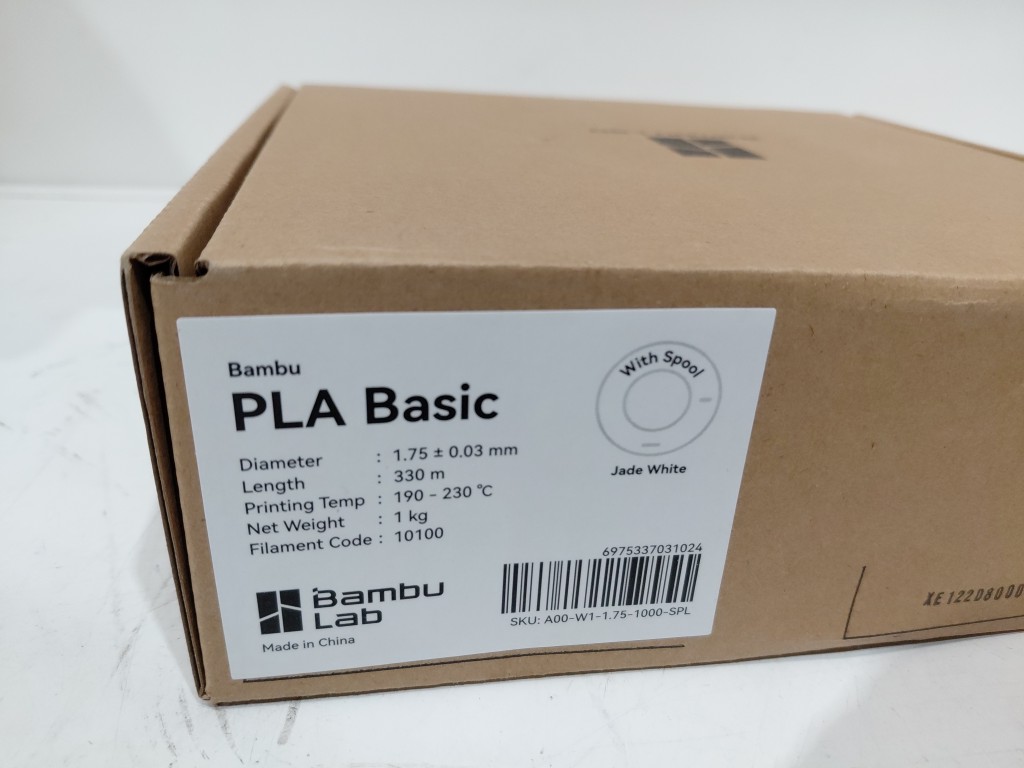 Bambu
PLA Basic
Diameter : 1.75 ± 0.03 mm
Length : 330 m
Printing Temp : 190 - 230 °C
Net Weight : 1 kg
Filament Code : 10100
With Spool
Jade White
6975337031024
SKU: A00-W1-1.75-1000-SPL
Bambu
Lab
Made in China
XE122D8000